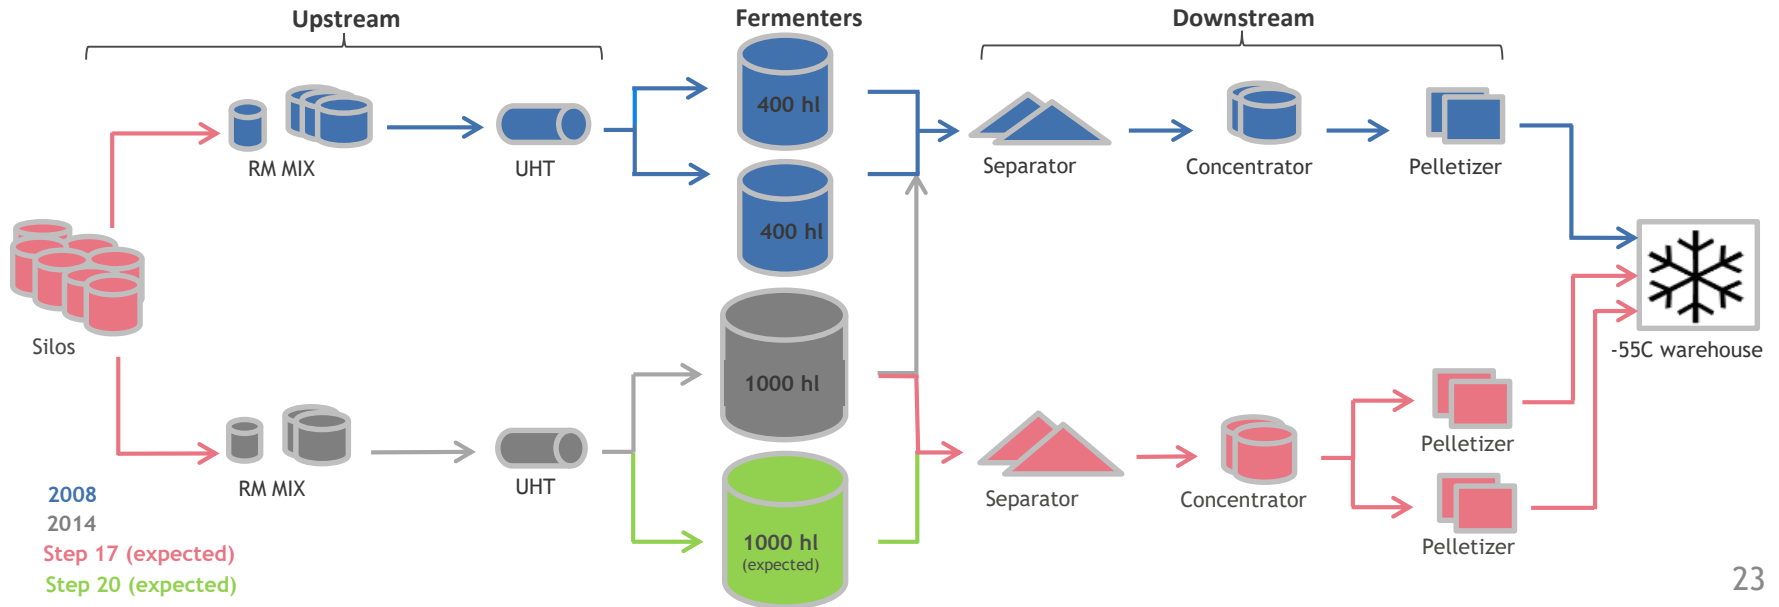 Upstream
Fermenters
Downstream
400 hl
RM MIX
UHT
Separator
Concentrator
Pelletizer
400 hl
Silos
-55C warehouse
1000 hl
RM MIX
UHT
Separator
Concentrator
Pelletizer
Pelletizer
1000 hl
(expected)
2008
2014
Step 17 (expected)
Step 20 (expected)
23